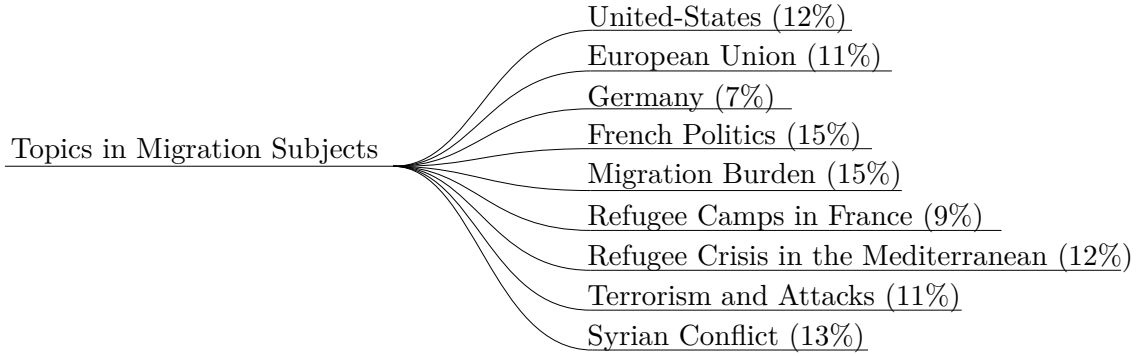 United-States (12%)
European Union (11%)
Germany (7%)
French Politics (15%)
Topics in Migration Subjects
Migration Burden (15%)
Refugee Camps in France (9%)
Refugee Crisis in the Mediterranean (12%)
Terrorism and Attacks (11%)
Syrian Conflict (13%)